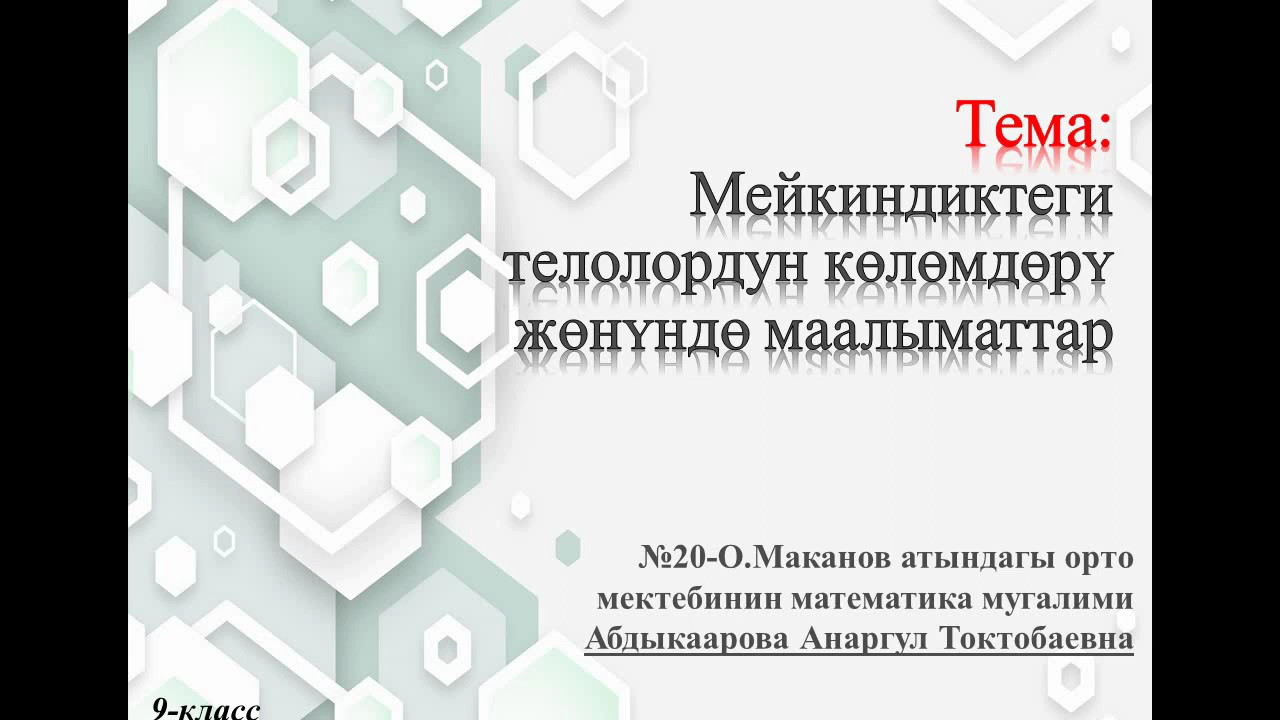 Тема:
Мейкиндиктеги
телолордун көлөмдөрү
жөнүндө маалыматтар
№20-О.Маканов атындагы орто
мектебинин математика мугалими
Абдыкаарова Анаргул Токтобаевна
9-класс